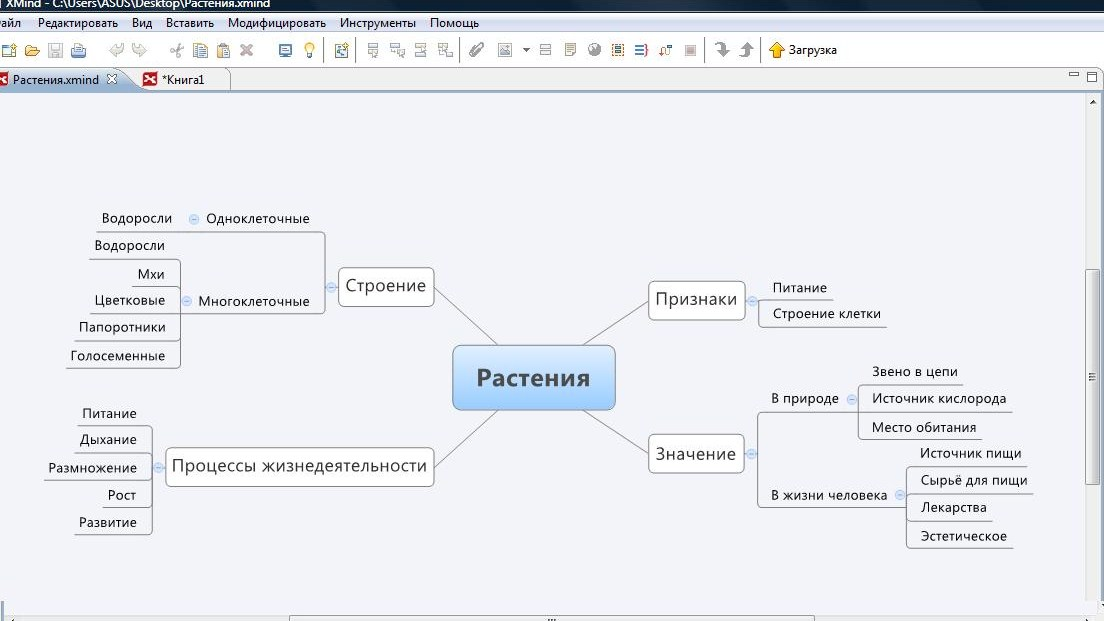 XMind - C:\Users\ASUS\Desktop\Растения.xmind
айл Редактировать Вид Вставить Модифицировать Инструменты Помощь
Загрузка
Растения.xmind *Книга1
Водоросли Одноклеточные
Водоросли
Мхи
Цветковые Многоклеточные
Папоротники
Голосеменные
Строение
Признаки
Питание
Строение клетки
Растения
Питание
Дыхание
Размножение
Рост
Развитие
Процессы жизнедеятельности
Значение
В природе
Звено в цепи
Источник кислорода
Место обитания
В жизни человека
Источник пищи
Сырьё для пищи
Лекарства
Эстетическое